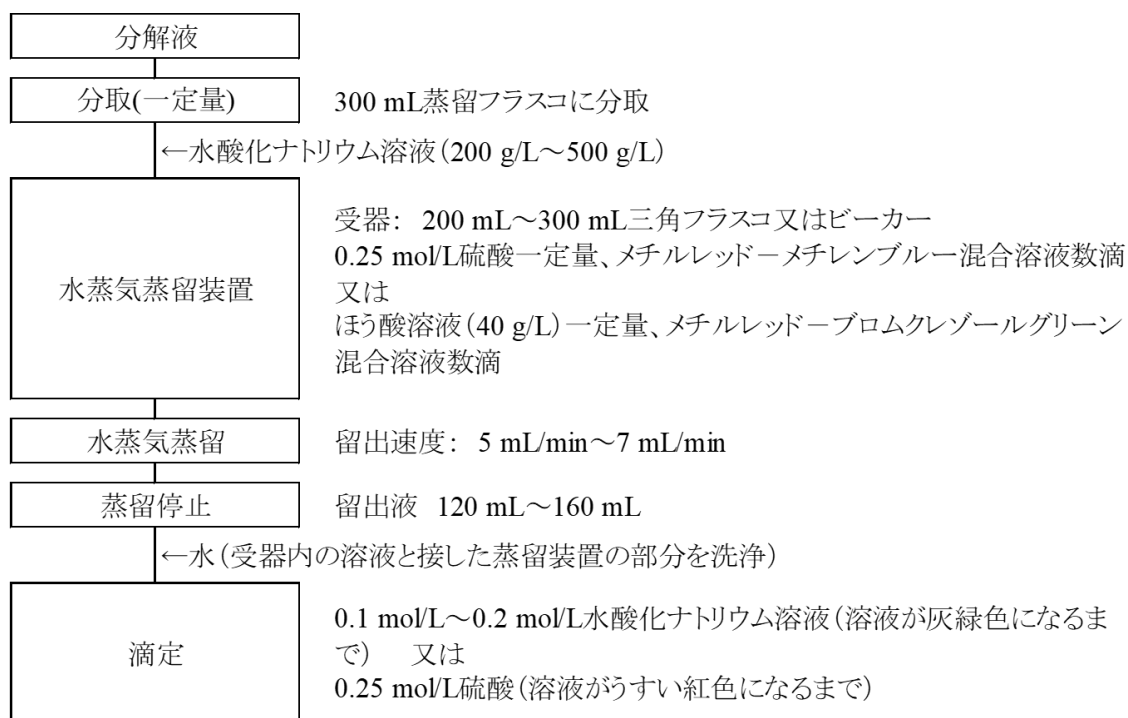 分解液
分取(一定量)
300 mL蒸留フラスコに分取
←水酸化ナトリウム溶液(200 g/L～500 g/L)
水蒸気蒸留装置
受器： 200 mL～300 mL三角フラスコ又はビーカー
0.25 mol/L硫酸一定量、メチルレッド－メチレンブルー混合溶液数滴
又は
ほう酸溶液(40 g/L)一定量、メチルレッド－ブロムクレゾールグリーン
混合溶液数滴
水蒸気蒸留
留出速度： 5 mL/min～7 mL/min
蒸留停止
留出液 120 mL～160 mL
←水(受器内の溶液と接した蒸留装置の部分を洗浄)
滴定
0.1 mol/L～0.2 mol/L水酸化ナトリウム溶液(溶液が灰緑色になるま
で) 又は
0.25 mol/L硫酸(溶液がうすい紅色になるまで)